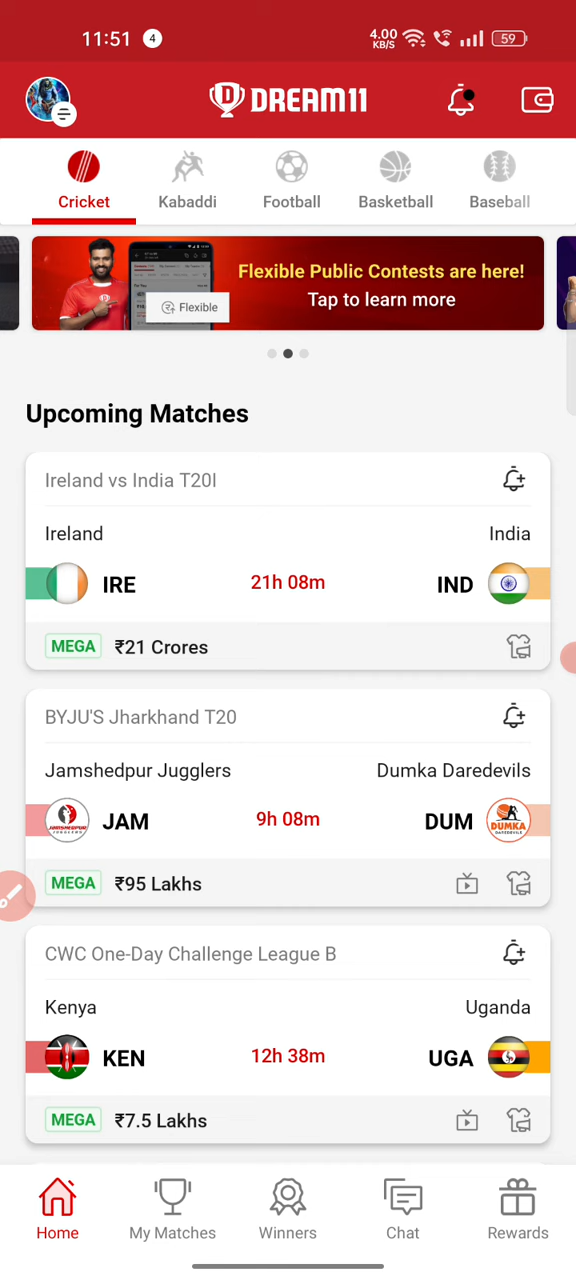 11:51 4 4.00 KB/S 59
DREAM11
Cricket Kabaddi Football Basketball Baseball
Flexible Public Contests are here!
Flexible Tap to learn more
Upcoming Matches
Ireland vs India T20I
Ireland India
IRE 21h 08m IND
MEGA ₹21 Crores
BYJU'S Jharkhand T20
Jamshedpur Jugglers Dumka Daredevils
JAM 9h 08m DUM
MEGA ₹95 Lakhs
CWC One-Day Challenge League B
Kenya Uganda
KEN 12h 38m UGA
MEGA ₹7.5 Lakhs
Home My Matches Winners Chat Rewards